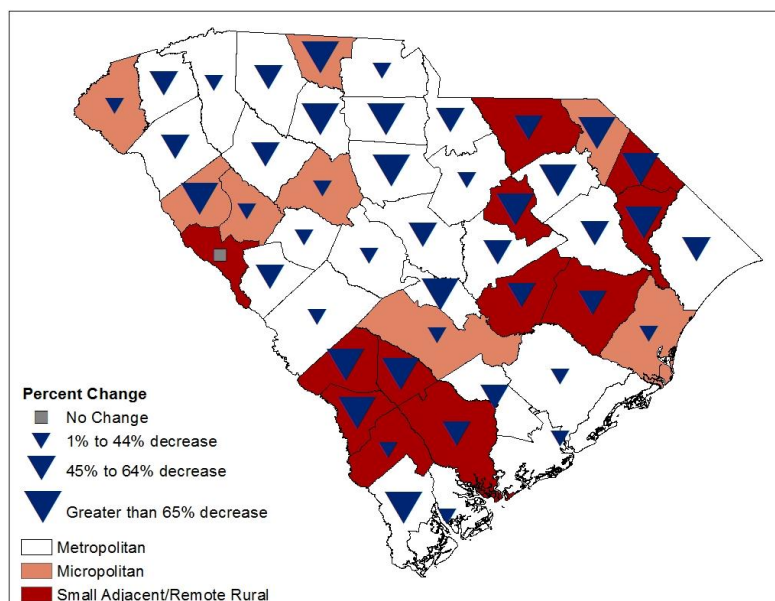 Percent Change
No Change
1% to 44% decrease
45% to 64% decrease
Greater than 65% decrease
Metropolitan
Micropolitan
Small Adjacent/Remote Rural